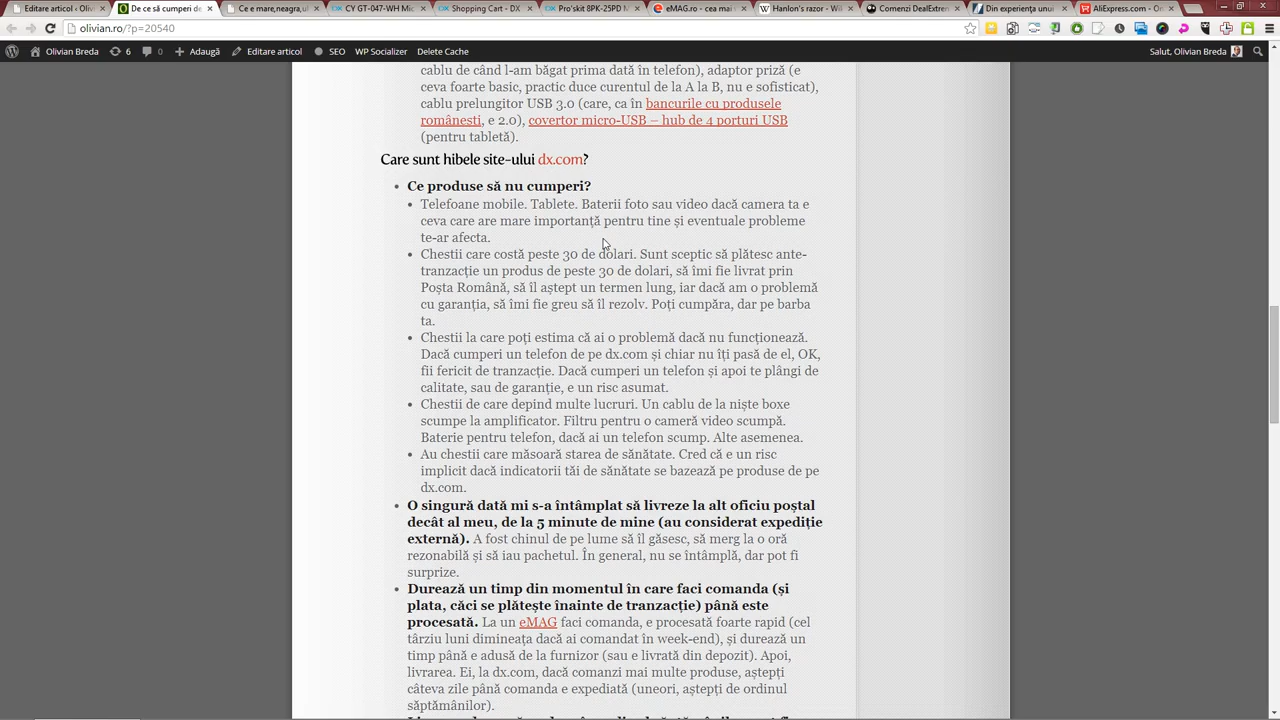 Editare articol ‹ Olivi
De ce să cumperi de
Ce e mare,neagra,ul
CY GT-047-WH Mic
Shopping Cart - DX
Pro'skit 8PK-25PD M
eMAG.ro - cea mai
Hanlon's razor - Wil
Comenzi DealExtren
Din experiența unui
AliExpress.com - On
olivian.ro/?p=20540
Olivian Breda 6 0 Adaugă Editare articol SEO WP Socializer Delete Cache Salut, Olivian Breda
cablu de când l-am băgat prima dată în telefon), adaptor priză (e
ceva foarte basic, practic duce curentul de la A la B, nu e sofisticat),
cablu prelungitor USB 3.0 (care, ca în bancurile cu produsele
românești, e 2.0), covertor micro-USB – hub de 4 porturi USB
(pentru tabletă).
Care sunt hibele site-ului dx.com?
Ce produse să nu cumperi?
Telefoane mobile. Tablete. Baterii foto sau video dacă camera ta e
ceva care are mare importanță pentru tine și eventuale probleme
te-ar afecta.
Chestii care costă peste 30 de dolari. Sunt sceptic să plătesc ante-
tranzacție un produs de peste 30 de dolari, să îmi fie livrat prin
Poșta Română, să îl aștept un termen lung, iar dacă am o problemă
cu garanția, să îmi fie greu să îl rezolv. Poți cumpăra, dar pe barba
ta.
Chestii la care poți estima că ai o problemă dacă nu funcționează.
Dacă cumperi un telefon de pe dx.com și chiar nu îți pasă de el, OK,
fii fericit de tranzacție. Dacă cumperi un telefon și apoi te plângi de
calitate, sau de garanție, e un risc asumat.
Chestii de care depind multe lucruri. Un cablu de la niște boxe
scumpe la amplificator. Filtru pentru o cameră video scumpă.
Baterie pentru telefon, dacă ai un telefon scump. Alte asemenea.
Au chestii care măsoară starea de sănătate. Cred că e un risc
implicit dacă indicatorii tăi de sănătate se bazează pe produse de pe
dx.com.
O singură dată mi s-a întâmplat să livreze la alt oficiu poștal
decât al meu, de la 5 minute de mine (au considerat expediție
externă). A fost chinul de pe lume să îl găsesc, să merg la o oră
rezonabilă și să iau pachetul. În general, nu se întâmplă, dar pot fi
surprize.
Durează un timp din momentul în care faci comanda (și
plata, căci se plătește înainte de tranzacție) până este
procesată. La un eMAG faci comanda, e procesată foarte rapid (cel
târziu luni dimineața dacă ai comandat în week-end), și durează un
timp până e adusă de la furnizor (sau e livrată din depozit). Apoi,
livrarea. Ei, la dx.com, dacă comanzi mai multe produse, aștepți
câteva zile până comanda e expediată (uneori, aștepți de ordinul
săptămânilor).